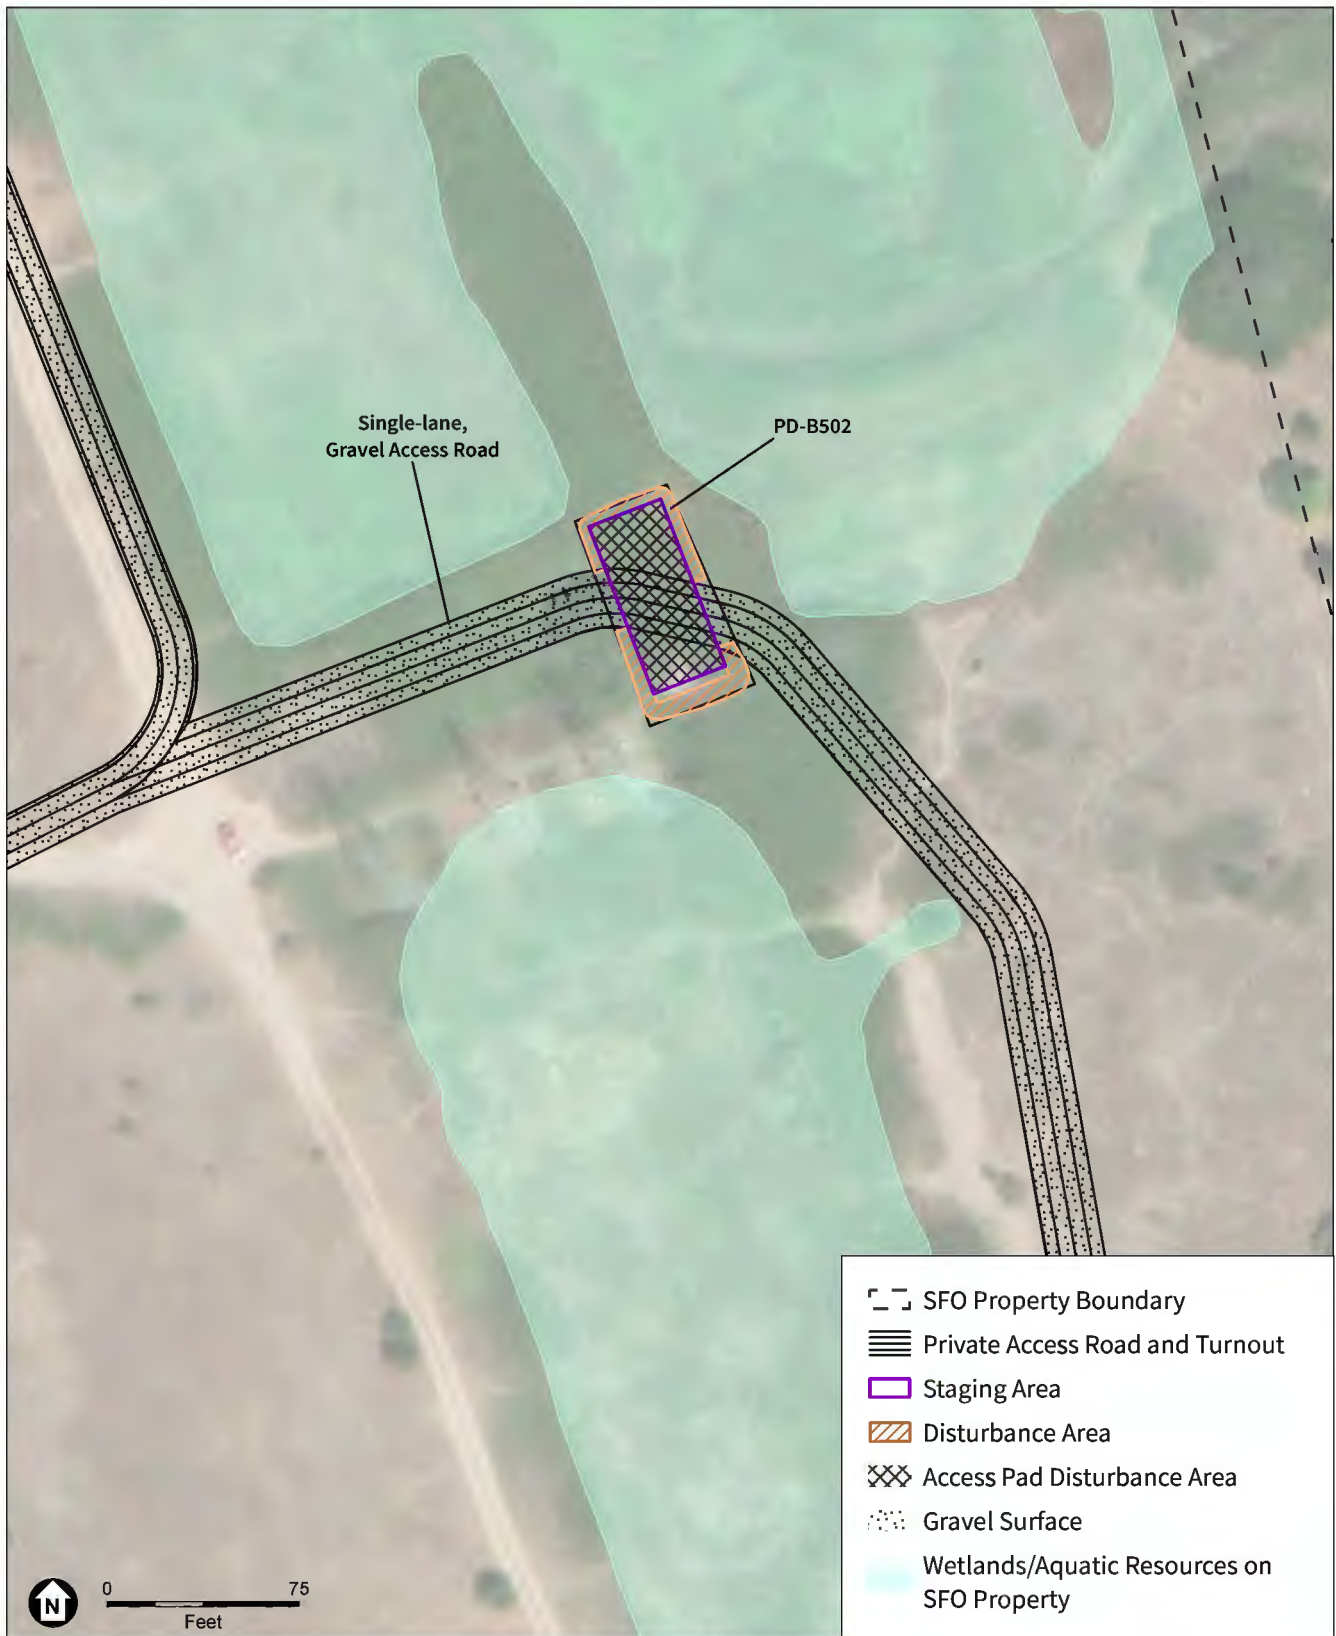 Single-lane,
Gravel Access Road
PD-B502
SFO Property Boundary
Private Access Road and Turnout
Staging Area
Disturbance Area
Access Pad Disturbance Area
Gravel Surface
Wetlands/Aquatic Resources on
SFO Property
N
0 75
Feet